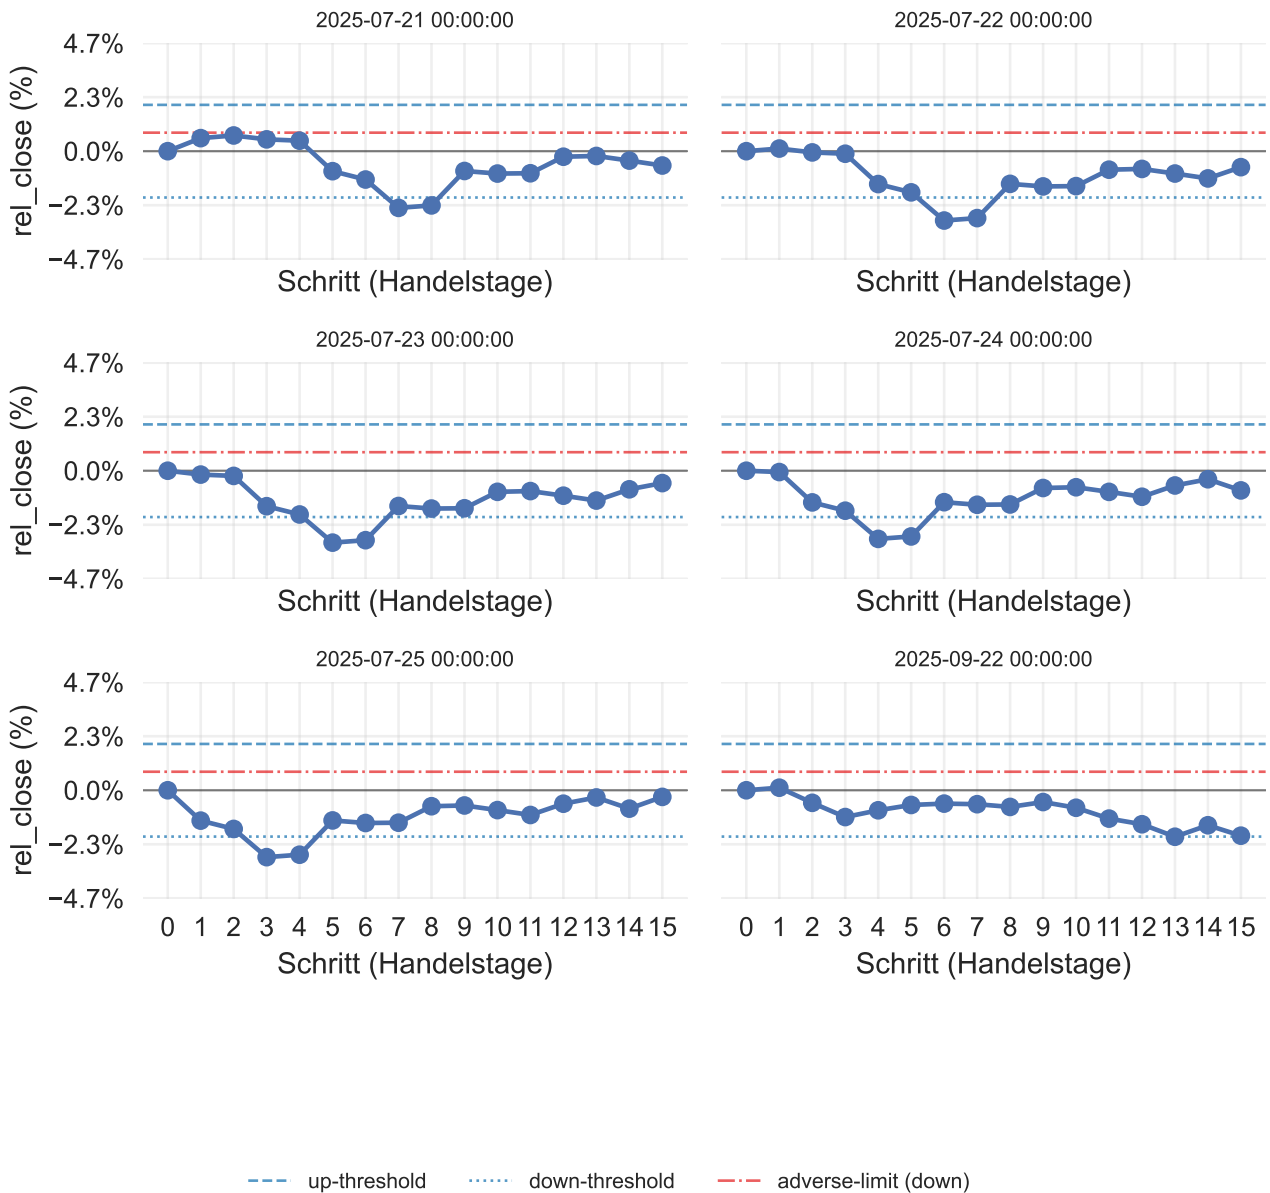 2025-07-21 00:00:00 2025-07-22 00:00:00
4.7%
2.3%
0.0%
−2.3%
−4.7%
rel_close (%)
Schritt (Handelstage) Schritt (Handelstage)
2025-07-23 00:00:00 2025-07-24 00:00:00
4.7%
2.3%
0.0%
−2.3%
−4.7%
rel_close (%)
Schritt (Handelstage) Schritt (Handelstage)
2025-07-25 00:00:00 2025-09-22 00:00:00
4.7%
2.3%
0.0%
−2.3%
−4.7%
rel_close (%)
0 1 2 3 4 5 6 7 8 9 10 11 12 13 14 15 0 1 2 3 4 5 6 7 8 9 10 11 12 13 14 15
Schritt (Handelstage) Schritt (Handelstage)
up-threshold down-threshold adverse-limit (down)